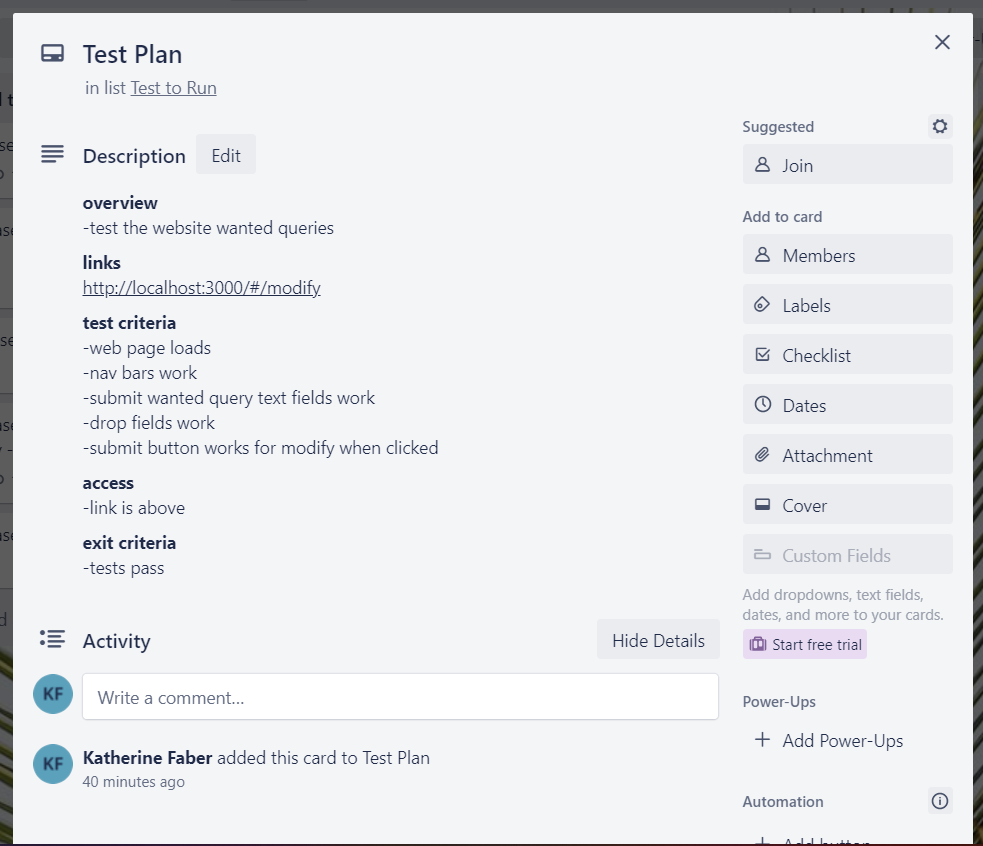 Test Plan
in list Test to Run
Description Edit
overview
-test the website wanted queries
links
http://localhost:3000/#/modify
test criteria
-web page loads
-nav bars work
-submit wanted query text fields work
-drop fields work
-submit button works for modify when clicked
access
-link is above
exit criteria
-tests pass
Activity Hide Details
KF Write a comment...
KF Katherine Faber added this card to Test Plan
40 minutes ago
Suggested
Join
Add to card
Members
Labels
Checklist
Dates
Attachment
Cover
Custom Fields
Add dropdowns, text fields,
dates, and more to your cards.
Start free trial
Power-Ups
+ Add Power-Ups
Automation
+ Add button